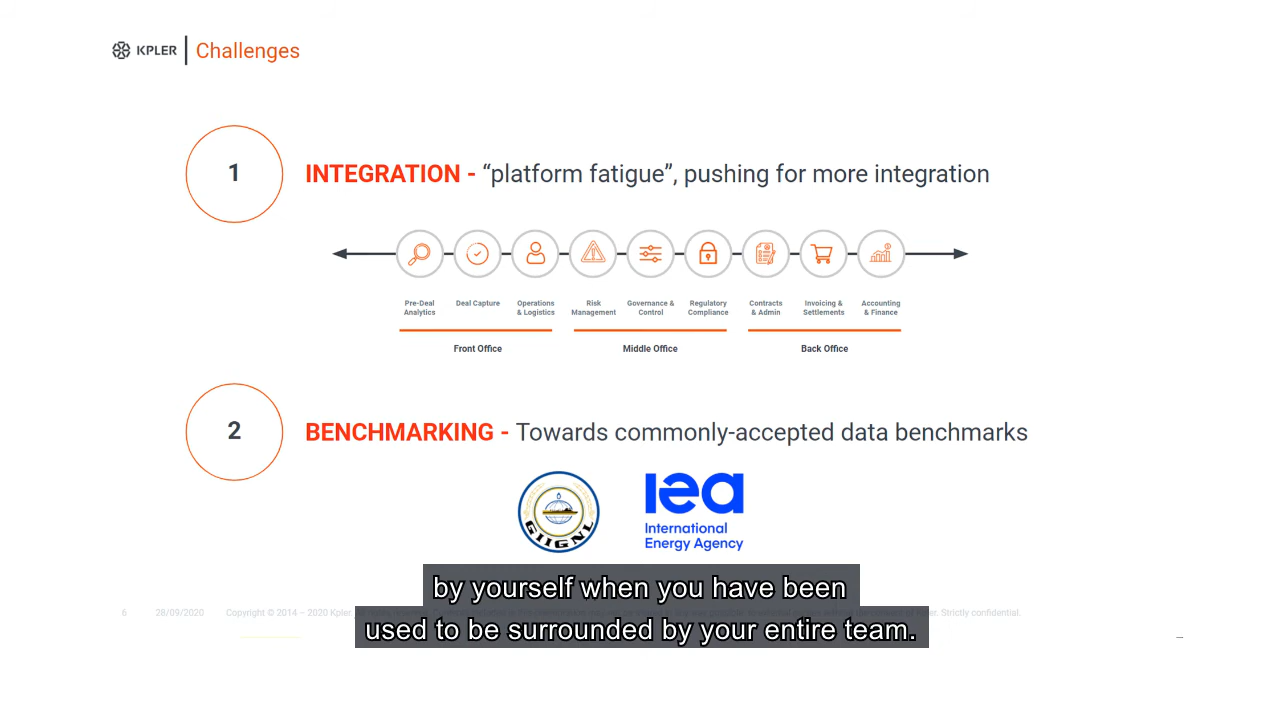 KPLER | Challenges
1
INTEGRATION - “platform fatigue”, pushing for more integration
Pre-Deal Analytics
Deal Capture
Operations & Logistics
Risk Management
Governance & Control
Regulatory Compliance
Contracts & Admin
Invoicing & Settlements
Accounting & Finance
Front Office
Middle Office
Back Office
2
BENCHMARKING - Towards commonly-accepted data benchmarks
GIIGNL
iea
International
Energy Agency
by yourself when you have been
used to be surrounded by your entire team.
6 28/09/2020 Copyright © 2014 – 2020 Kpler. Strictly confidential.